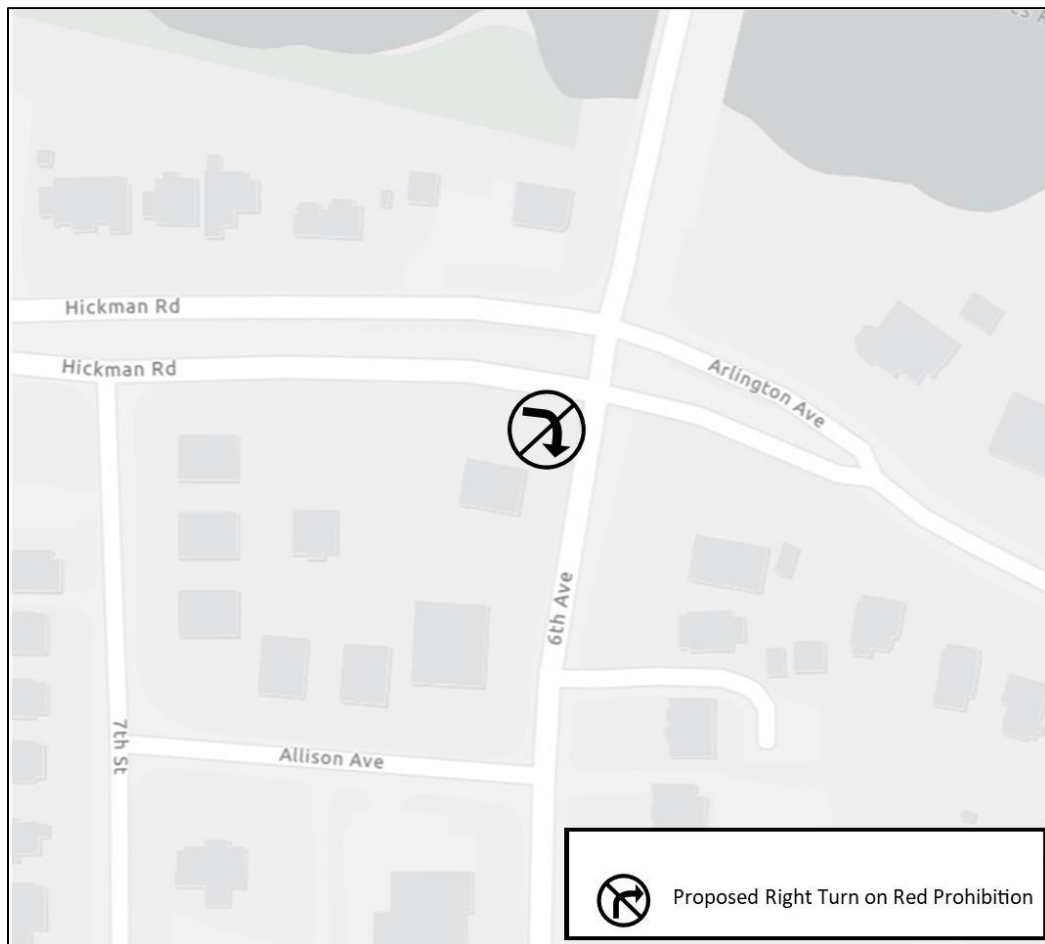 Hickman Rd
Hickman Rd
Arlington Ave
6th Ave
7th St
Allison Ave
Proposed Right Turn on Red Prohibition